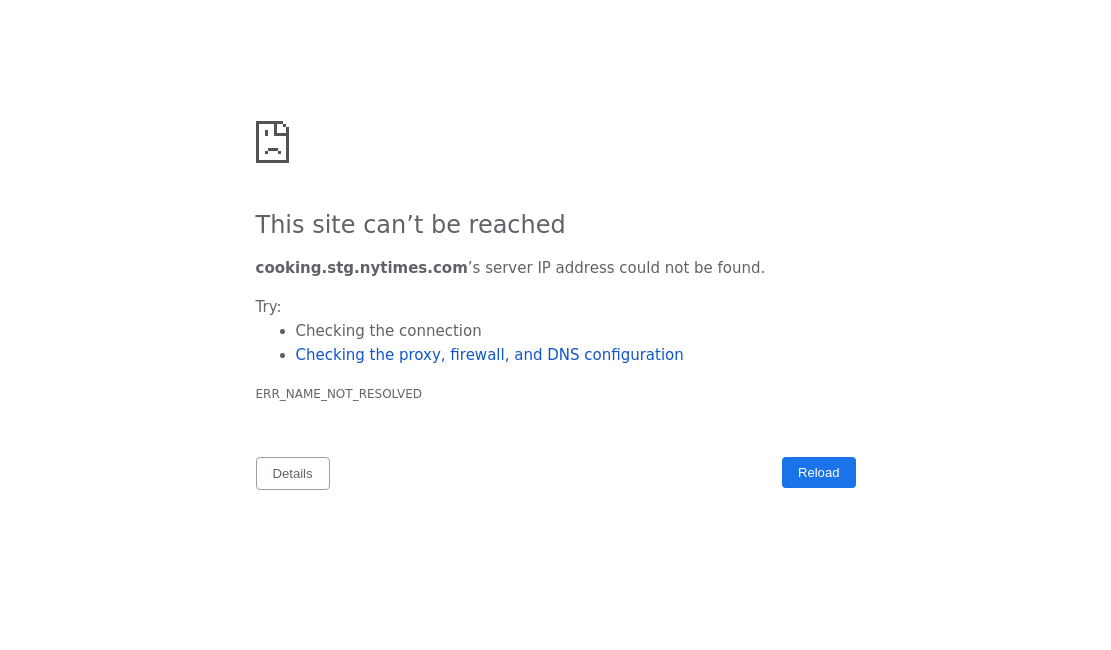 This site can’t be reached
cooking.stg.nytimes.com’s server IP address could not be found.
Try:
Checking the connection
Checking the proxy, firewall, and DNS configuration
ERR_NAME_NOT_RESOLVED
Details
Reload